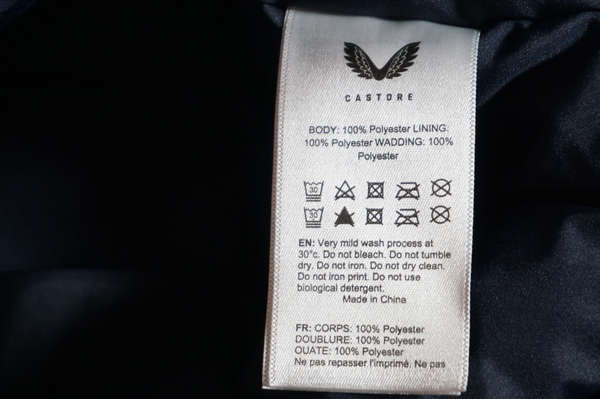 CASTORE
BODY: 100% Polyester LINING:
100% Polyester WADDING: 100%
Polyester
30
30
EN: Very mild wash process at
30°c. Do not bleach. Do not tumble
dry. Do not iron. Do not dry clean.
Do not iron print. Do not use
biological detergent.
Made in China
FR: CORPS: 100% Polyester
DOUBLURE: 100% Polyester
OUATE: 100% Polyester
Ne pas repasser l'imprimé. Ne pas